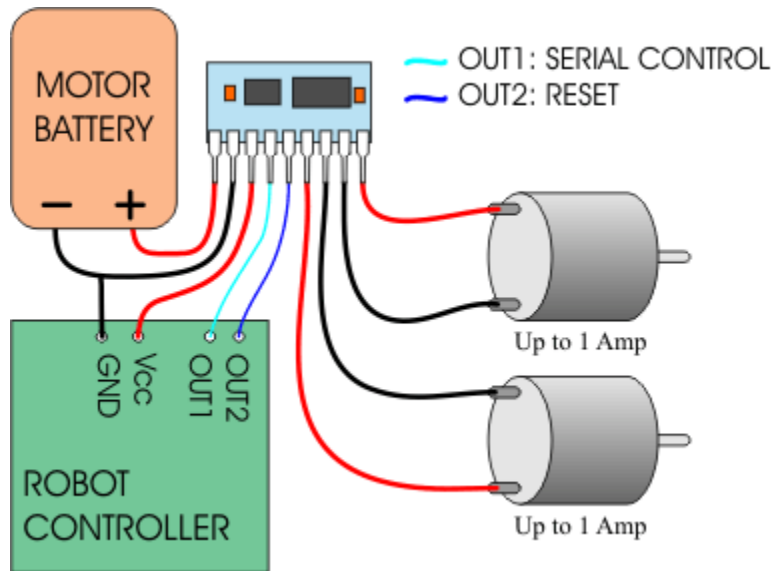 MOTOR
BATTERY
− +
OUT1: SERIAL CONTROL
OUT2: RESET
Up to 1 Amp
GND
Vcc
OUT1
OUT2
ROBOT
CONTROLLER
Up to 1 Amp